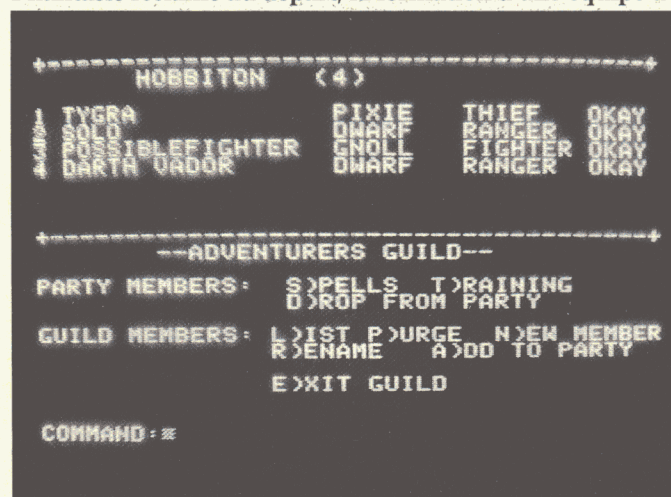 HOBBITON (4)
1 TYGRA PIXIE THIEF OKAY
2 SOLO DWARF RANGER OKAY
3 POSSIBLEFIGHTER GNOLL FIGHTER OKAY
4 DARTH VADOR DWARF RANGER OKAY
--ADVENTURERS GUILD--
PARTY MEMBERS: S)PELLS T)RAINING
D)ROP FROM PARTY
GUILD MEMBERS: L)IST P)URGE N)EW MEMBER
R)ENAME A)DD TO PARTY
E)XIT GUILD
COMMAND: